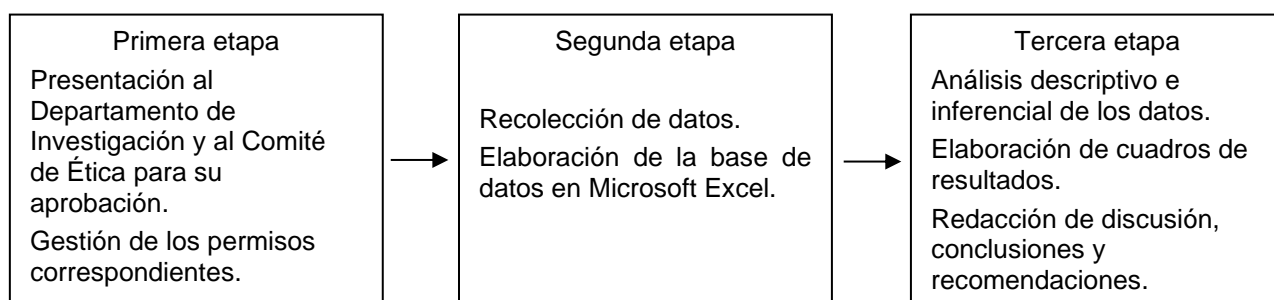 Primera etapa
Presentación al
Departamento de
Investigación y al Comité
de Ética para su
aprobación.
Gestión de los permisos
correspondientes.
Segunda etapa
Recolección de datos.
Elaboración de la base de
datos en Microsoft Excel.
Tercera etapa
Análisis descriptivo e
inferencial de los datos.
Elaboración de cuadros de
resultados.
Redacción de discusión,
conclusiones y
recomendaciones.